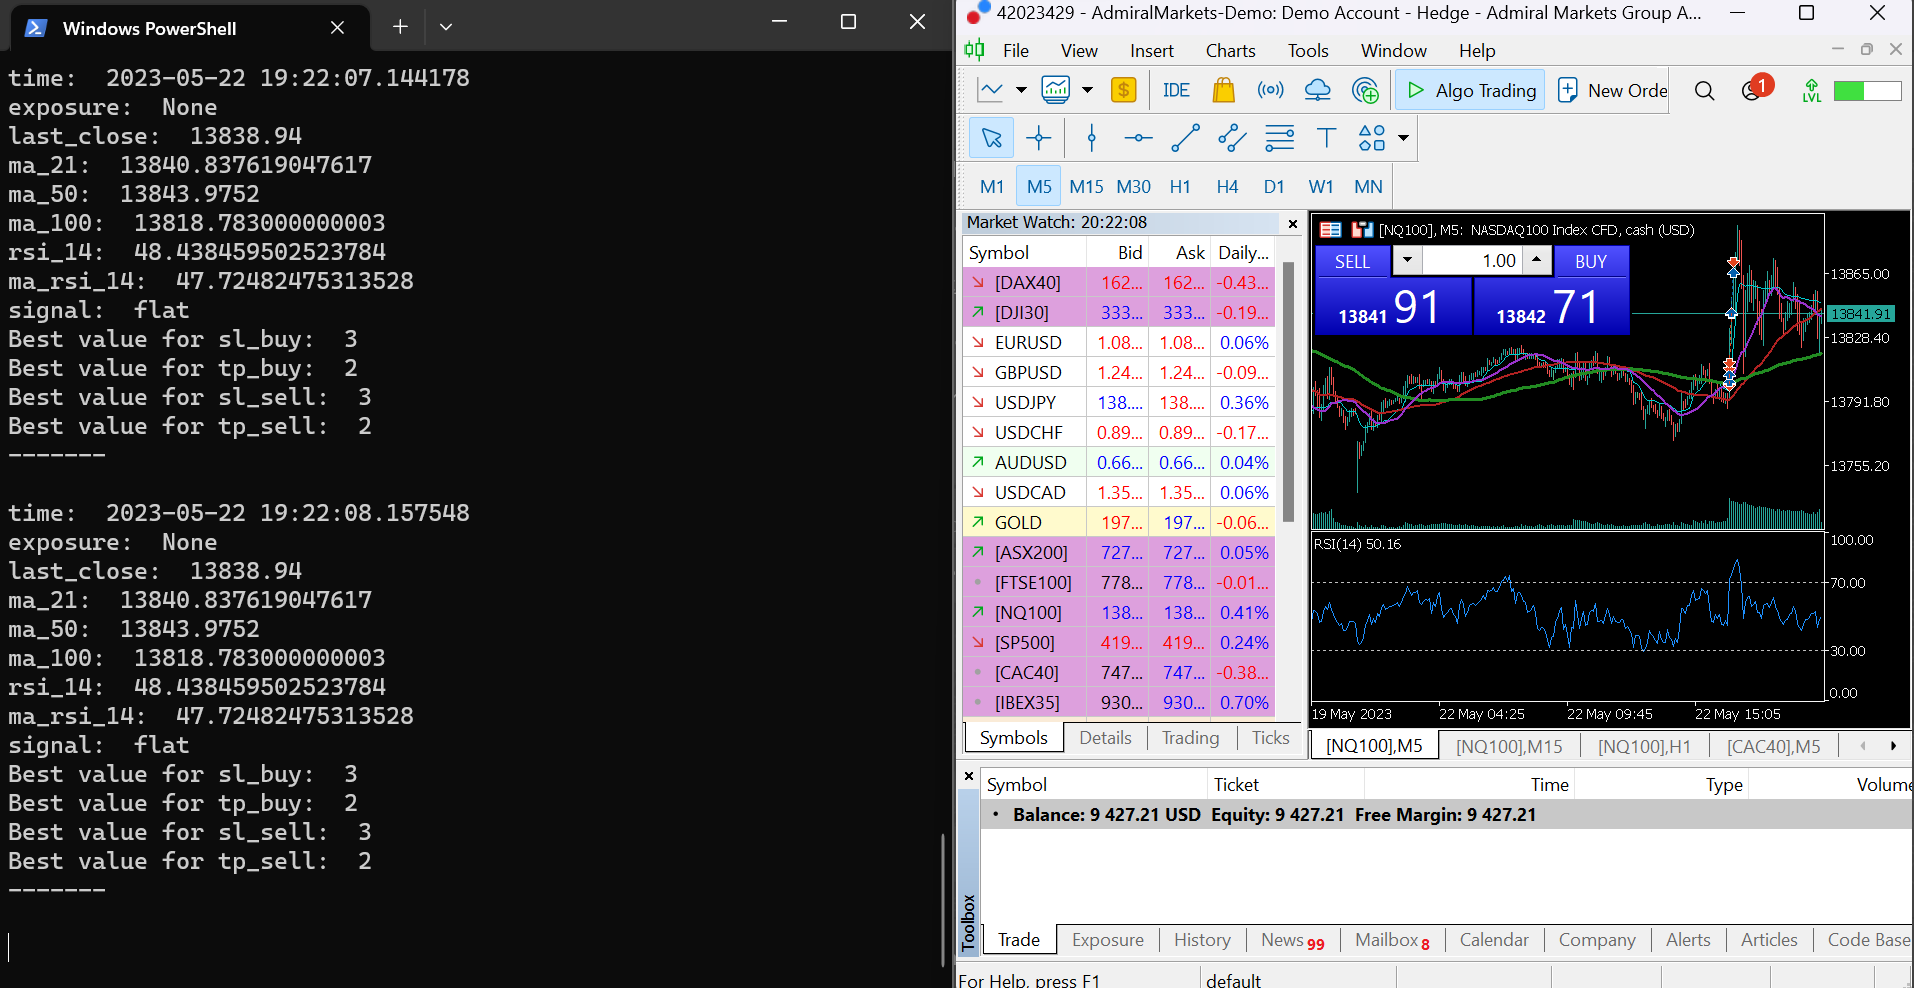 Windows PowerShell
time:  2023-05-22 19:22:07.144178
exposure:  None
last_close:  13838.94
ma_21:  13840.837619047617
ma_50:  13843.9752
ma_100:  13818.783000000003
rsi_14:  48.438459502523784
ma_rsi_14:  47.72482475313528
signal:  flat
Best value for sl_buy:  3
Best value for tp_buy:  2
Best value for sl_sell:  3
Best value for tp_sell:  2
-------
time:  2023-05-22 19:22:08.157548
exposure:  None
last_close:  13838.94
ma_21:  13840.837619047617
ma_50:  13843.9752
ma_100:  13818.783000000003
rsi_14:  48.438459502523784
ma_rsi_14:  47.72482475313528
signal:  flat
Best value for sl_buy:  3
Best value for tp_buy:  2
Best value for sl_sell:  3
Best value for tp_sell:  2
-------
42023429 - AdmiralMarkets-Demo: Demo Account - Hedge - Admiral Markets Group A...
File View Insert Charts Tools Window Help
IDE Algo Trading New Orde 1 LVL
M1 M5 M15 M30 H1 H4 D1 W1 MN
Market Watch: 20:22:08
Symbol Bid Ask Daily...
[DAX40] 162... 162... -0.43...
[DJI30] 333... 333... -0.19...
EURUSD 1.08... 1.08... 0.06%
GBPUSD 1.24... 1.24... -0.09...
USDJPY 138.... 138.... 0.36%
USDCHF 0.89... 0.89... -0.17...
AUDUSD 0.66... 0.66... 0.04%
USDCAD 1.35... 1.35... 0.06%
GOLD 197... 197... -0.06...
[ASX200] 727... 727... 0.05%
[FTSE100] 778... 778... -0.01...
[NQ100] 138... 138... 0.41%
[SP500] 419... 419... 0.24%
[CAC40] 747... 747... -0.38...
[IBEX35] 930... 930... 0.70%
Symbols Details Trading Ticks
[NQ100], M5: NASDAQ100 Index CFD, cash (USD)
SELL 1.00 BUY
13841 91 13842 71
13865.00
13841.91
13828.40
13791.80
13755.20
RSI(14) 50.16
100.00
70.00
30.00
0.00
19 May 2023 22 May 04:25 22 May 09:45 22 May 15:05
[NQ100],M5 [NQ100],M15 [NQ100],H1 [CAC40],M5
Symbol Ticket Time Type Volume
Balance: 9 427.21 USD Equity: 9 427.21 Free Margin: 9 427.21
Toolbox
Trade Exposure History News 99 Mailbox 8 Calendar Company Alerts Articles Code Base
For Help, press F1 default